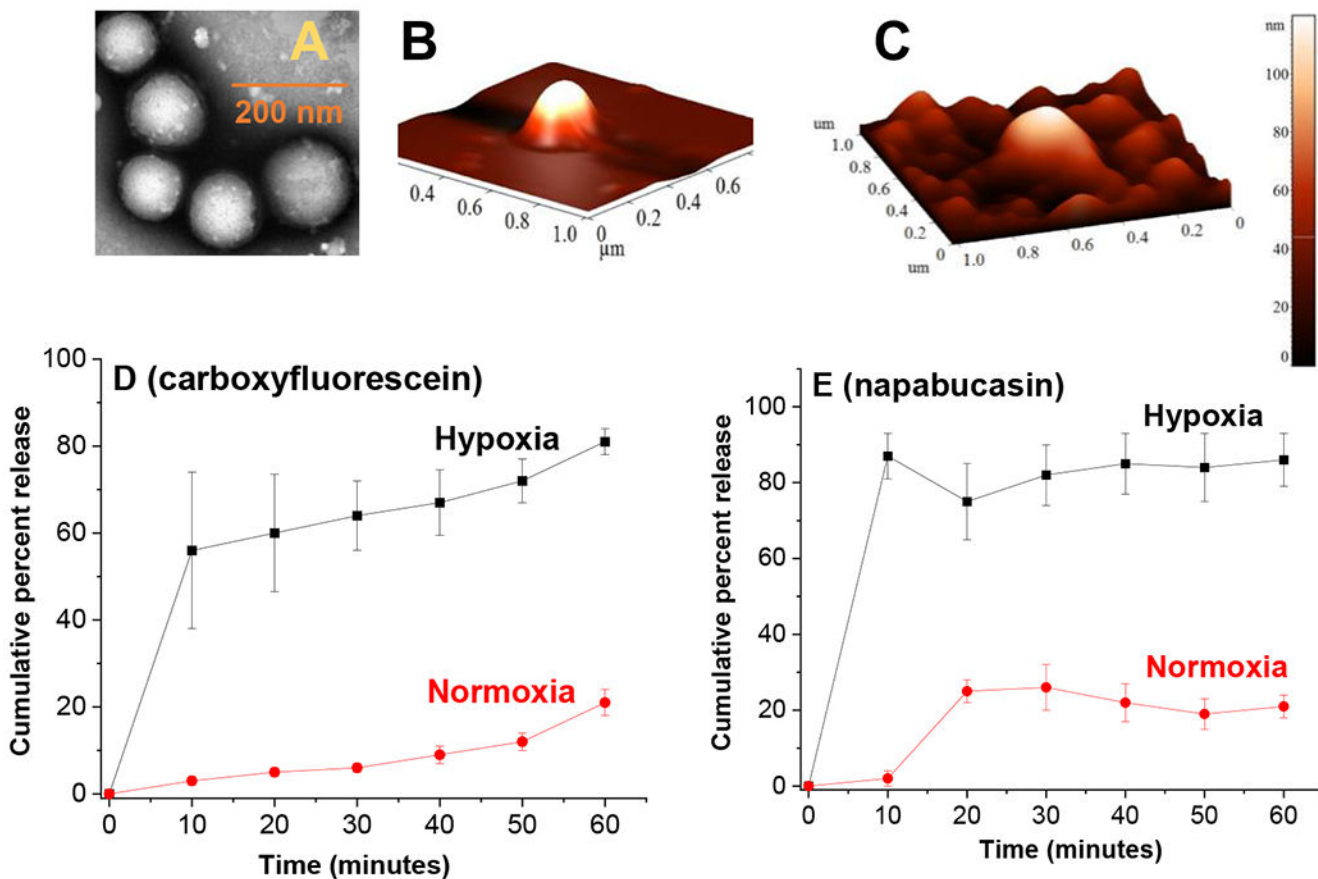 A
200 nm
B
0.4
0.6
0.8
1.0
0
0.2
0.4
0.6
µm
C
um
1.0
0.8
0.6
0.4
0.2
0
um
1.0
0.8
0.6
0.4
0.2
0
nm
100
80
60
40
20
0
D (carboxyfluorescein)
Hypoxia
Normoxia
Cumulative percent release
100
80
60
40
20
0
0 10 20 30 40 50 60
Time (minutes)
E (napabucasin)
Hypoxia
Normoxia
Cumulative percent release
100
80
60
40
20
0
0 10 20 30 40 50 60
Time (minutes)